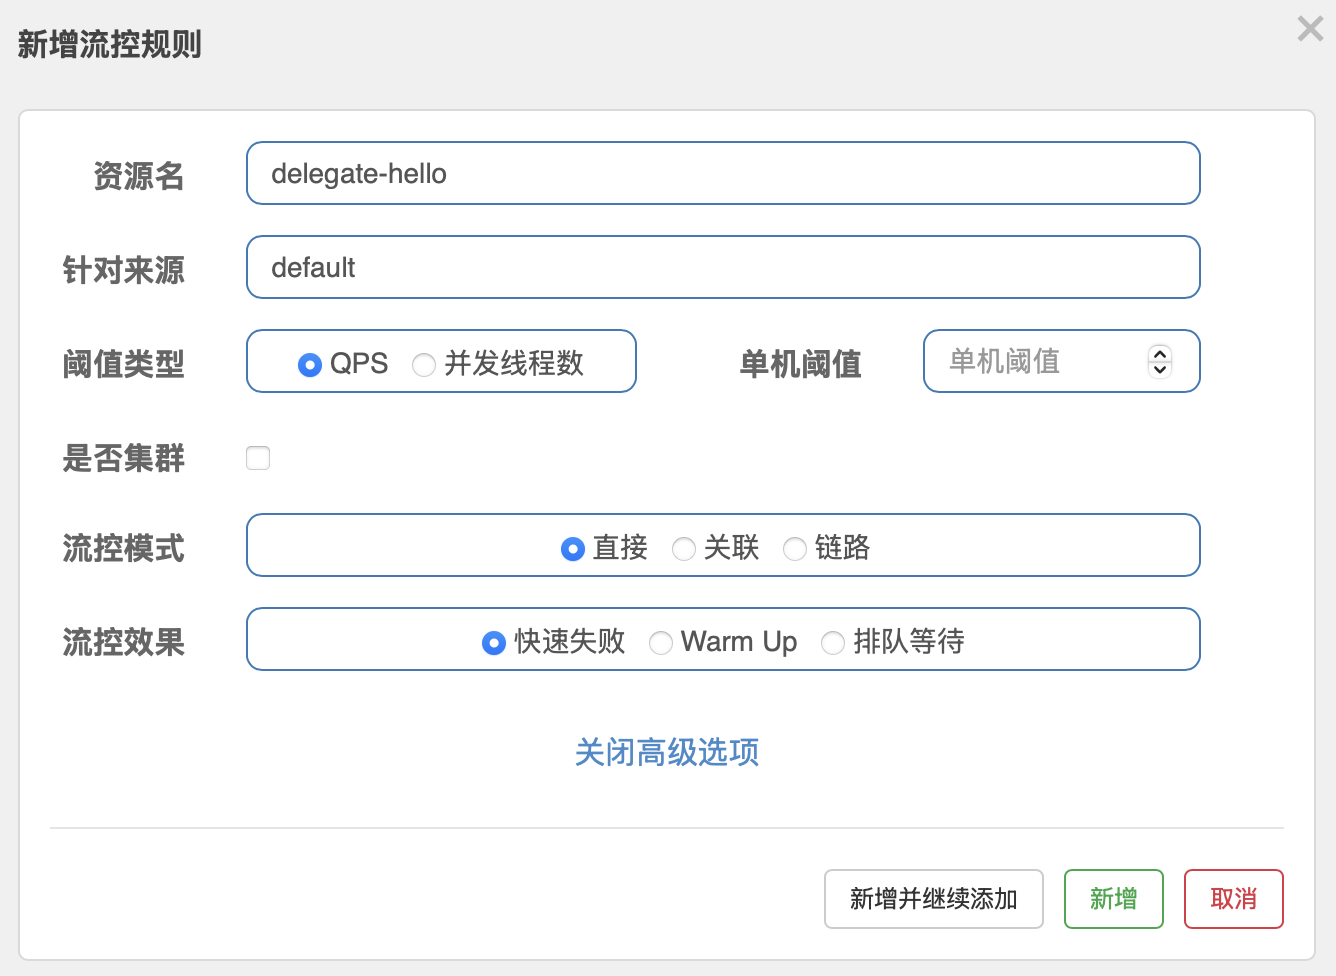 新增流控规则
资源名 delegate-hello
针对来源 default
阈值类型 QPS 并发线程数 单机阈值 单机阈值
是否集群
流控模式 直接 关联 链路
流控效果 快速失败 Warm Up 排队等待
关闭高级选项
新增并继续添加 新增 取消